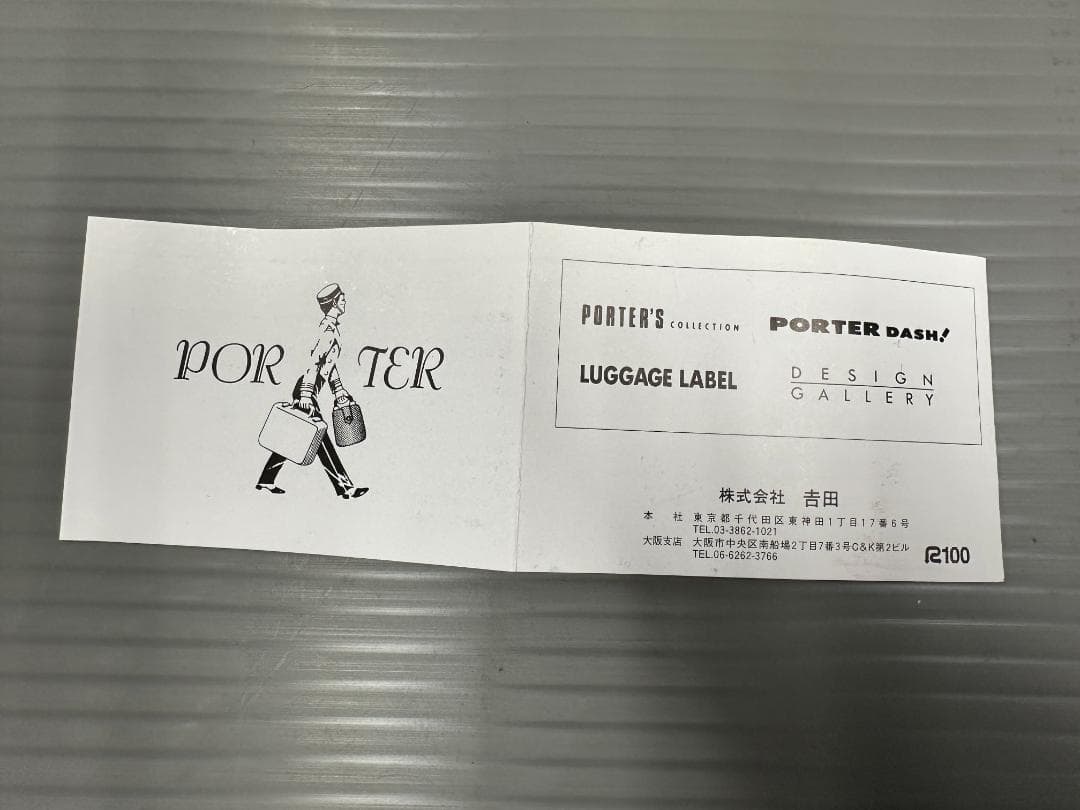 PORTER
PORTER'S COLLECTION
PORTER DASH!
LUGGAGE LABEL
DESIGN
GALLERY
株式会社 𠮷田
本 社 東京都千代田区東神田1丁目17番6号
TEL.03-3862-1021
大阪支店 大阪市中央区南船場2丁目7番3号C&K第2ビル
TEL.06-6262-3766
R100